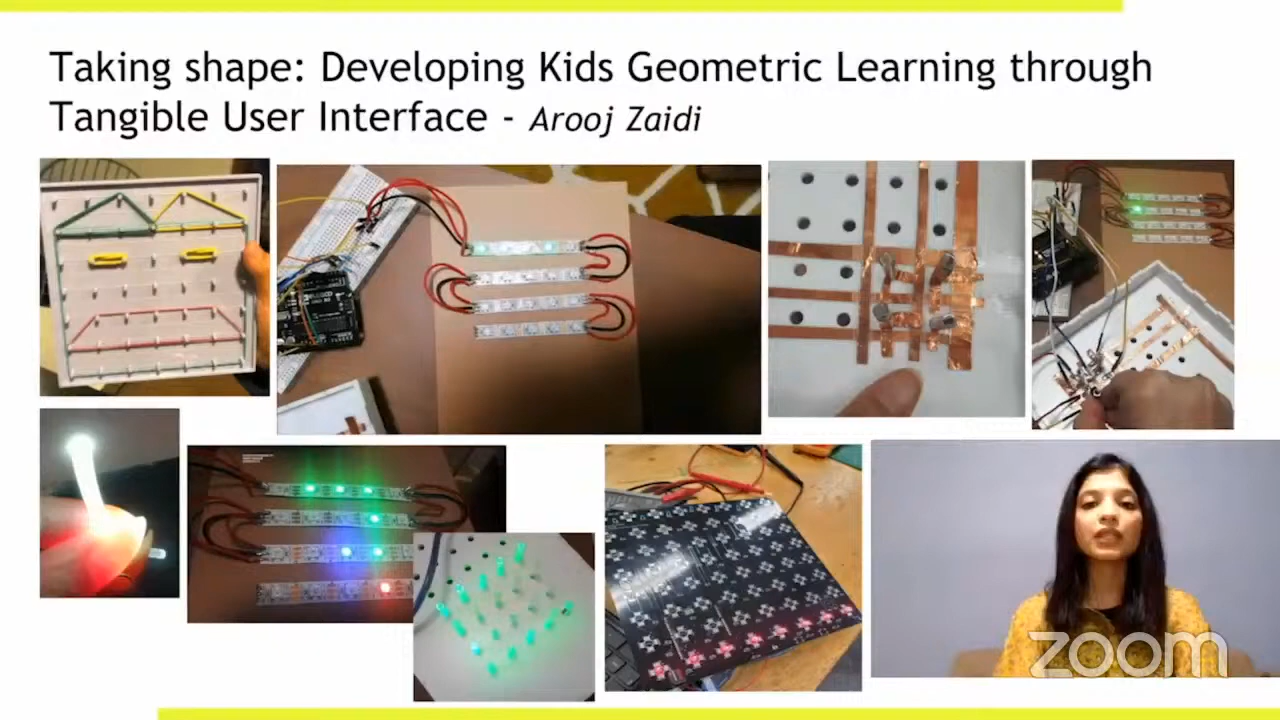 Taking shape: Developing Kids Geometric Learning through
Tangible User Interface - Arooj Zaidi
zoom